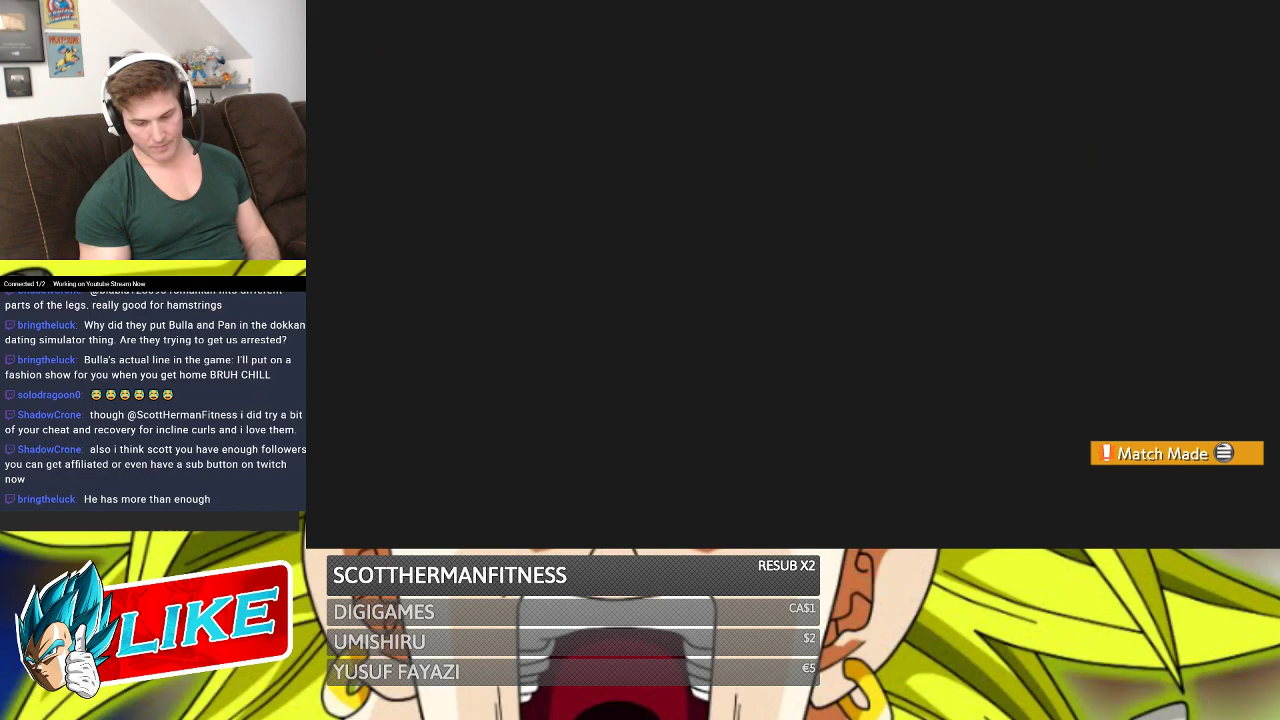 Connected 1/2 Working on Youtube Stream Now
parts of the legs. really good for hamstrings
bringtheluck: Why did they put Bulla and Pan in the dokkan
dating simulator thing. Are they trying to get us arrested?
bringtheluck: Bulla's actual line in the game: I'll put on a
fashion show for you when you get home BRUH CHILL
solodragoon0:
ShadowCrone: though @ScottHermanFitness i did try a bit
of your cheat and recovery for incline curls and i love them.
ShadowCrone: also i think scott you have enough followers
you can get affiliated or even have a sub button on twitch
now
bringtheluck: He has more than enough
Match Made
SCOTTHERMANFITNESS RESUB X2
DIGIGAMES CA$1
UMISHIRU $2
YUSUF FAYAZI €5
LIKE